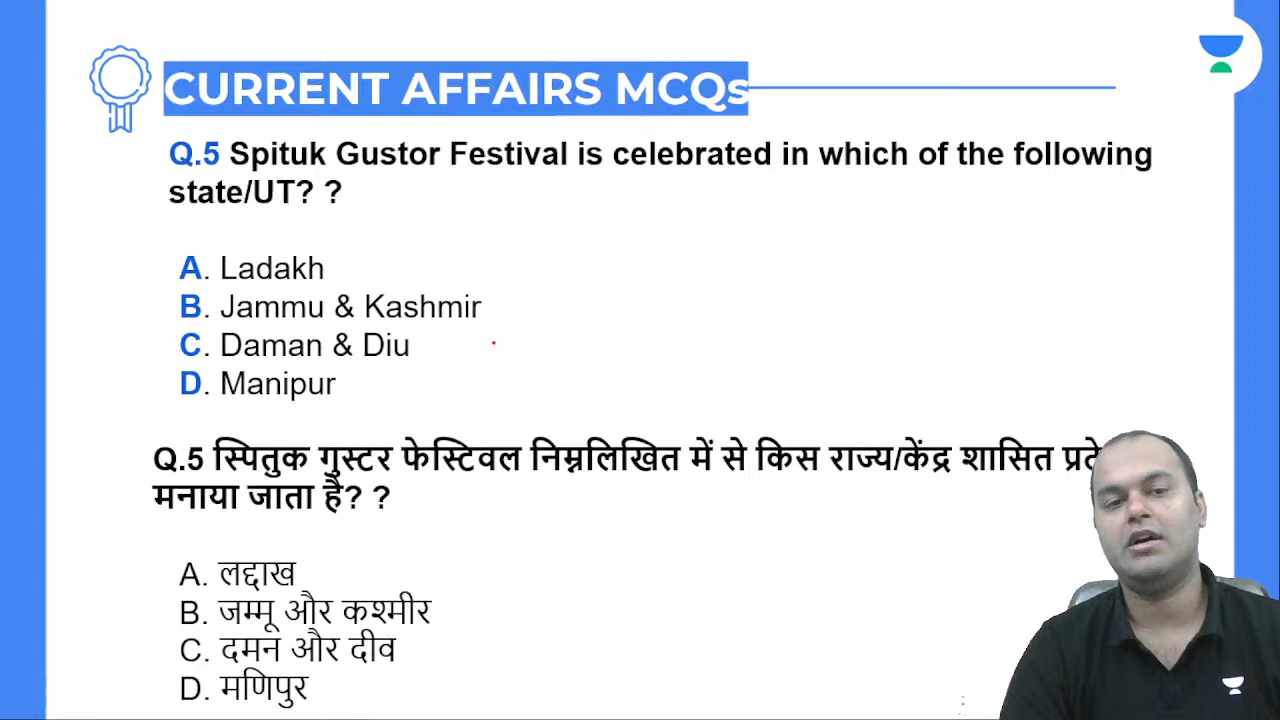 CURRENT AFFAIRS MCQs
Q.5 Spituk Gustor Festival is celebrated in which of the following
state/UT? ?
A. Ladakh
B. Jammu & Kashmir
C. Daman & Diu
D. Manipur
Q.5 स्पितुक गुस्टर फेस्टिवल निम्नलिखित में से किस राज्य/केंद्र शासित
मनाया जाता है? ?
A. लद्दाख
B. जम्मू और कश्मीर
C. दमन और दीव
D. मणिपुर